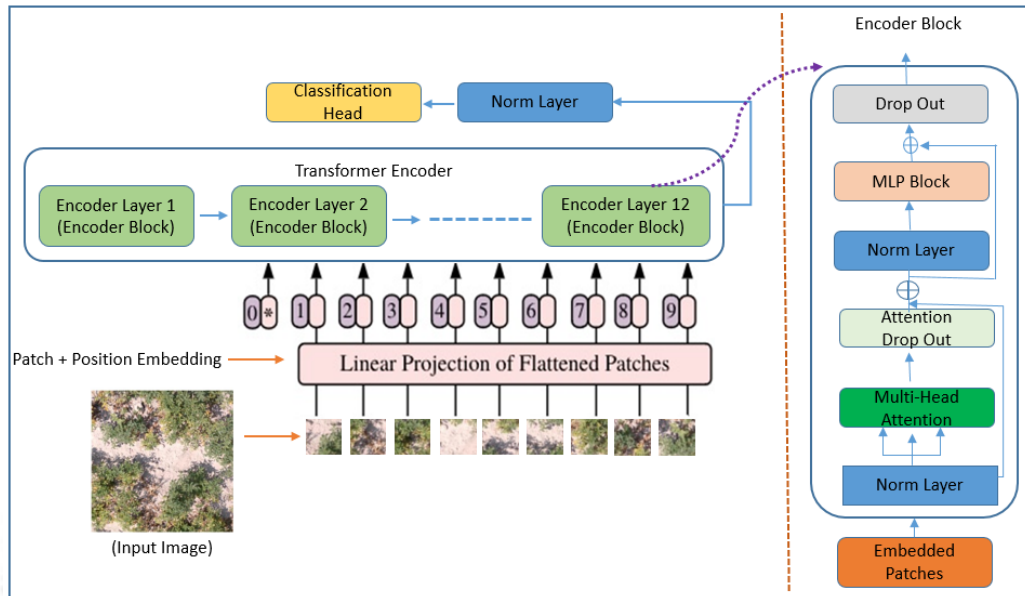 Encoder Block
Classification
Head
Norm Layer
Transformer Encoder
Encoder Layer 1
(Encoder Block)
Encoder Layer 2
(Encoder Block)
Encoder Layer 12
(Encoder Block)
0 * 1 2 3 4 5 6 7 8 9
Patch + Position Embedding
Linear Projection of Flattened Patches
(Input Image)
Drop Out
MLP Block
Norm Layer
Attention
Drop Out
Multi-Head
Attention
Norm Layer
Embedded
Patches